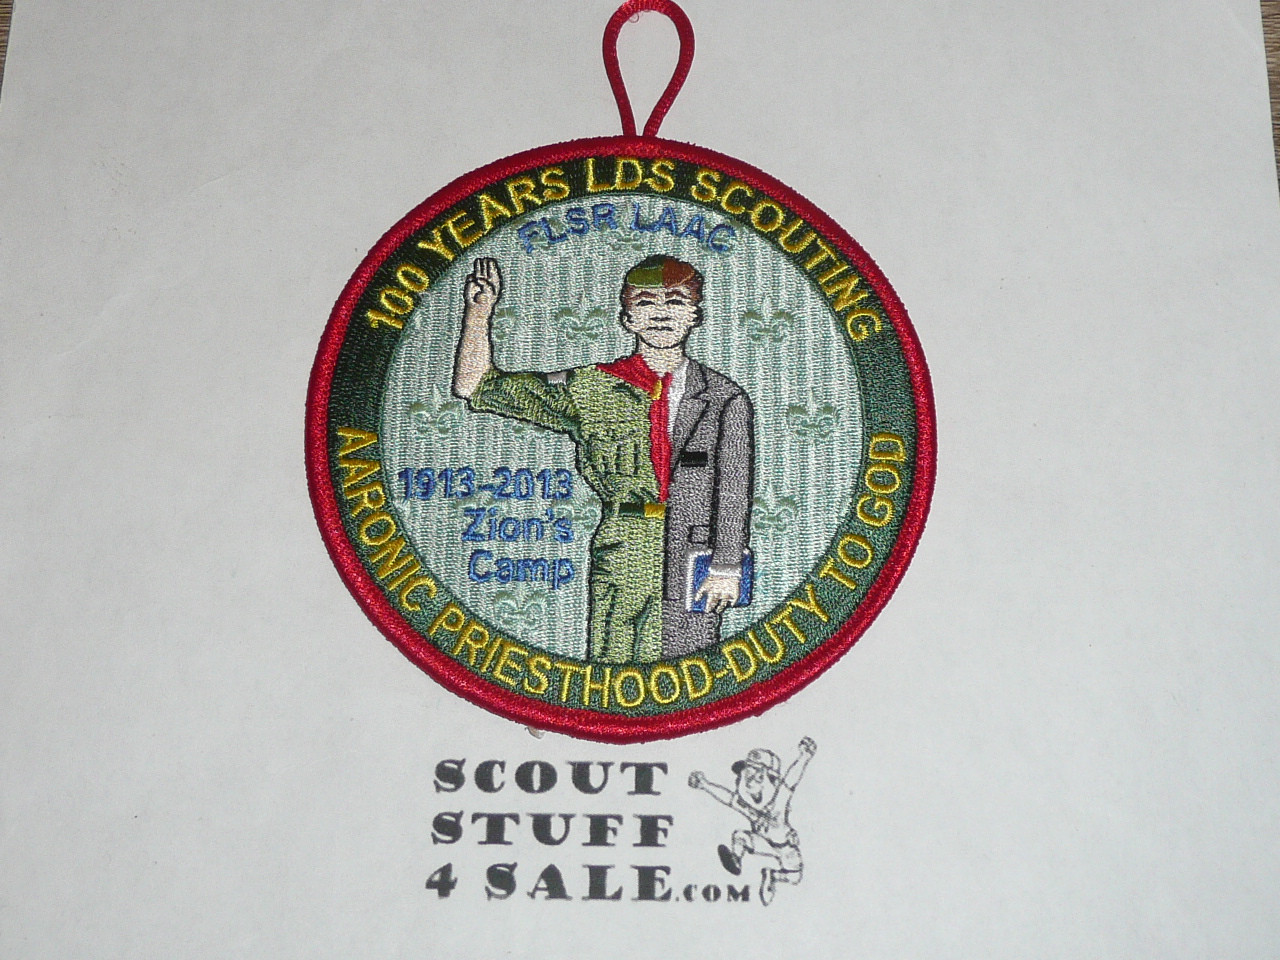 100 YEARS LDS SCOUTING
FLSR LAAC
1913-2013
Zion's
Camp
AARONIC PRIESTHOOD-DUTY TO GOD
SCOUT
STUFF
4 SALE.COM